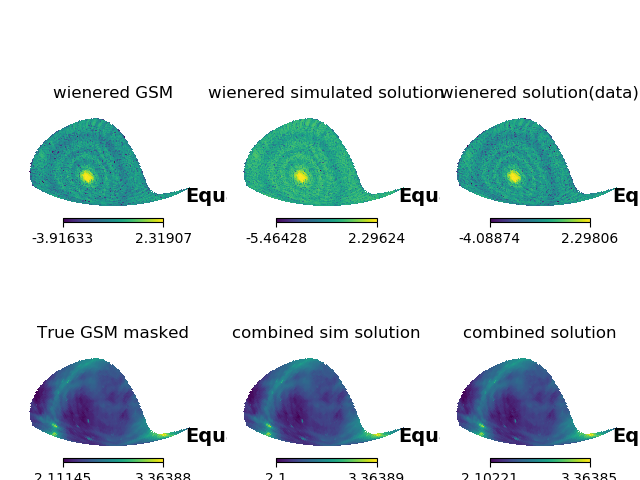 wienered GSM wienered simulated solution wienered solution(data)
Equ Equ Eq
-3.91633 2.31907 -5.46428 2.29624 -4.08874 2.29806
True GSM masked combined sim solution combined solution
Equ Equ Eq
2.11145 3.36388 2.1 3.36389 2.10221 3.36385